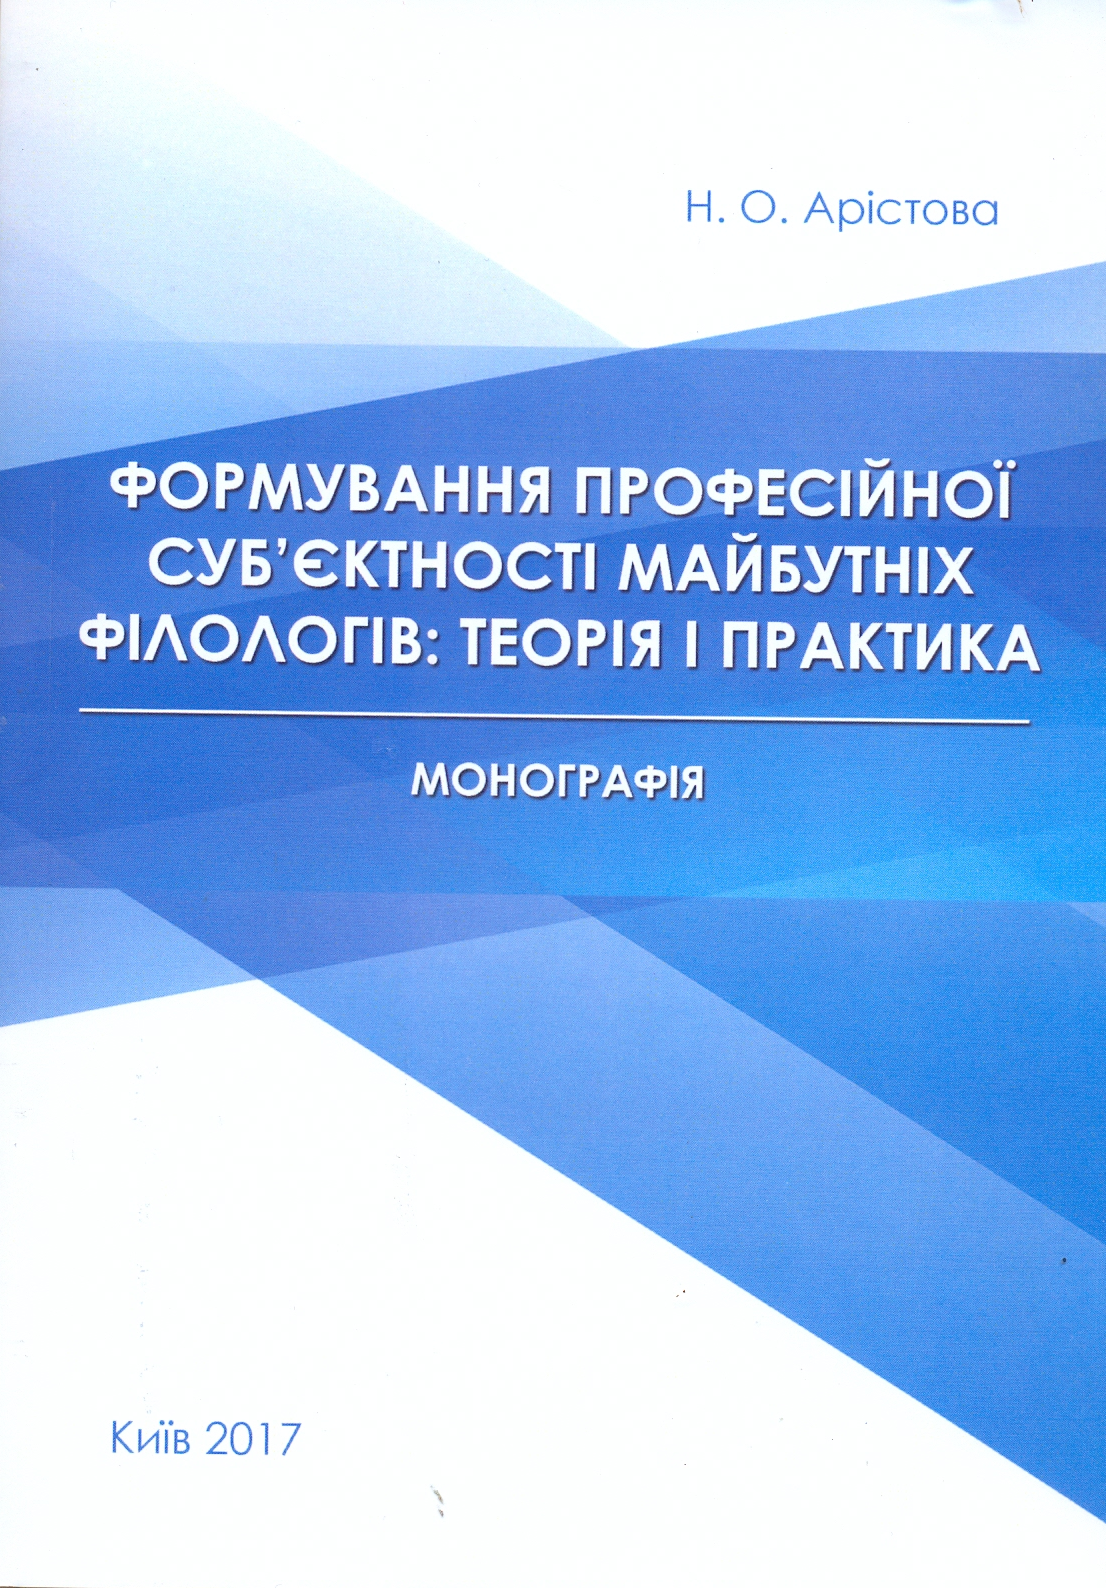 Н. О. Арістова
ФОРМУВАННЯ ПРОФЕСІЙНОЇ
СУБ’ЄКТНОСТІ МАЙБУТНІХ
ФІЛОЛОГІВ: ТЕОРІЯ І ПРАКТИКА
МОНОГРАФІЯ
Київ 2017